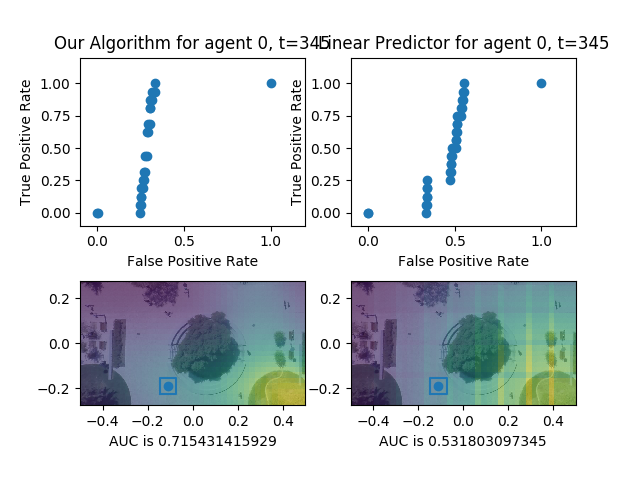 Our Algorithm for agent 0, t=345
Linear Predictor for agent 0, t=345
True Positive Rate
1.00
0.75
0.50
0.25
0.00
0.0 0.5 1.0
False Positive Rate
True Positive Rate
1.00
0.75
0.50
0.25
0.00
0.0 0.5 1.0
False Positive Rate
0.2
0.0
−0.2
−0.4 −0.2 0.0 0.2 0.4
AUC is 0.715431415929
0.2
0.0
−0.2
−0.4 −0.2 0.0 0.2 0.4
AUC is 0.531803097345